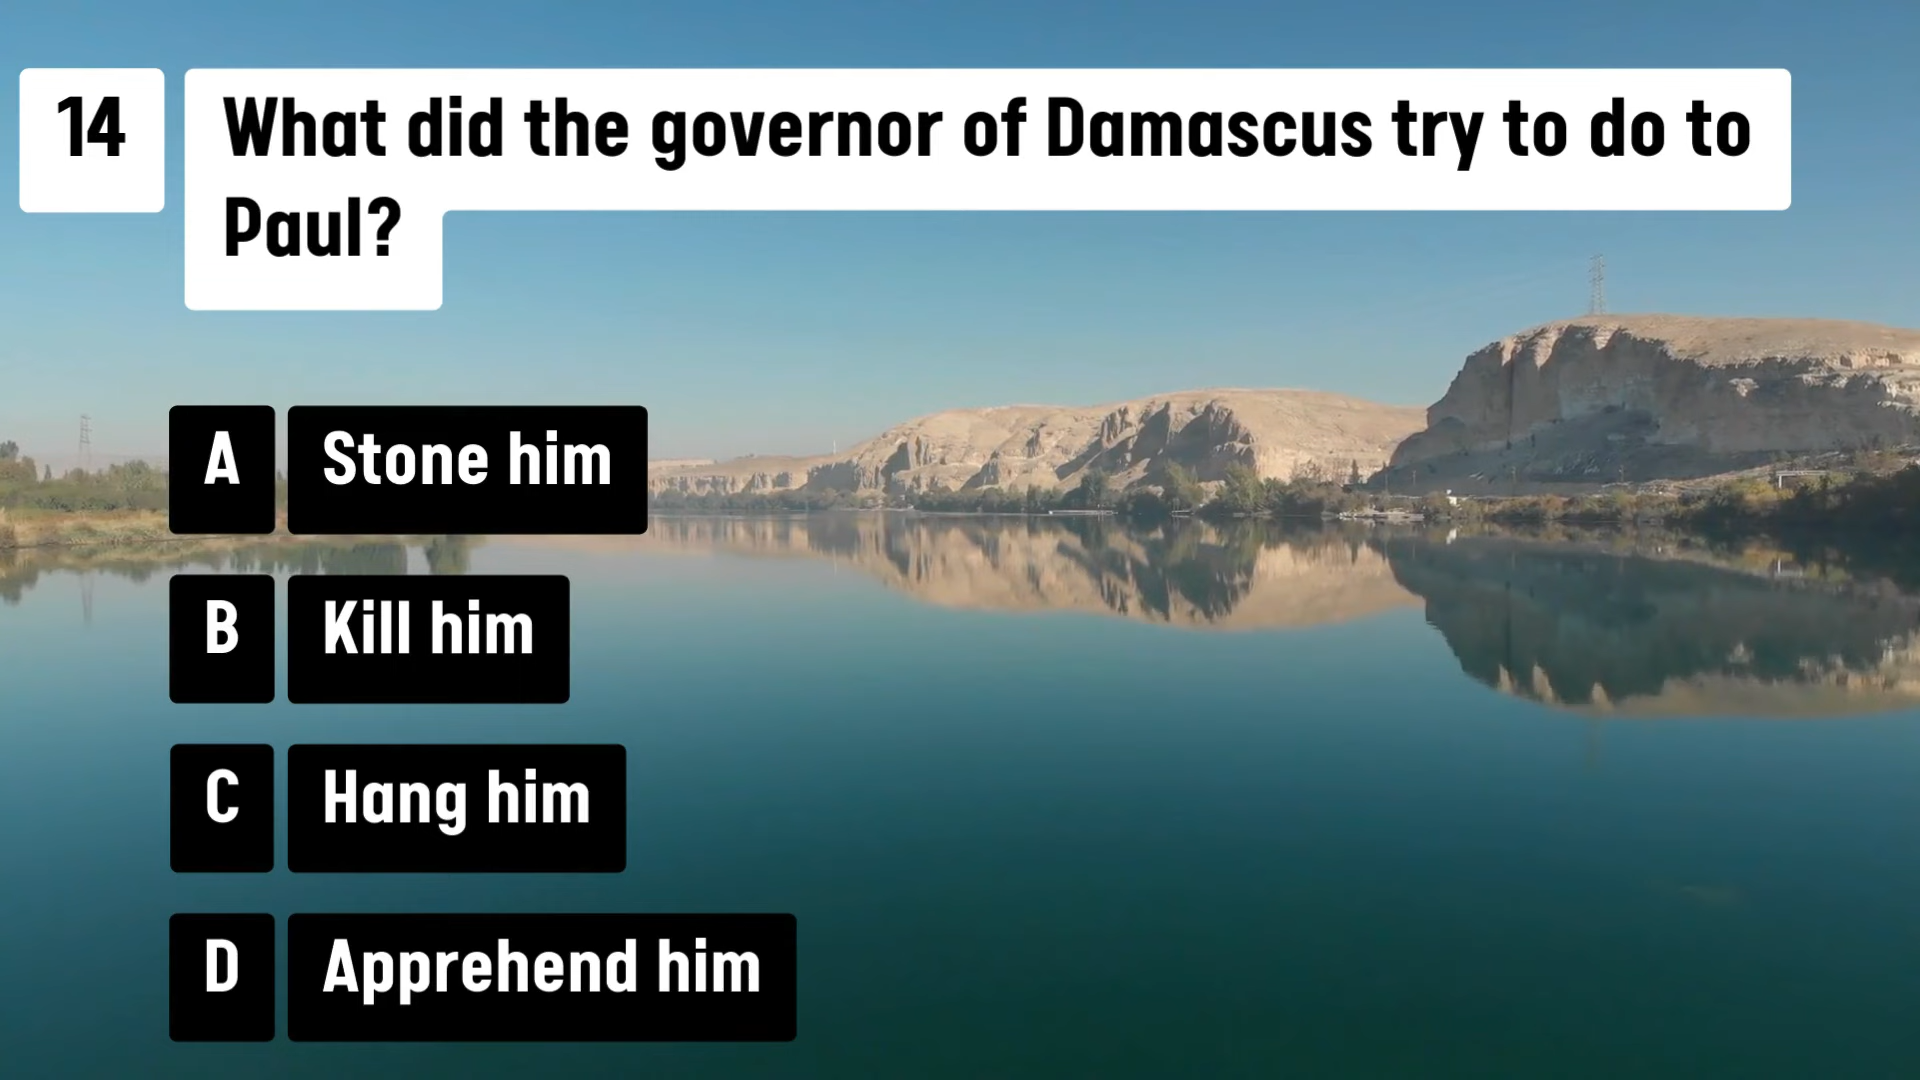 14
What did the governor of Damascus try to do to
Paul?
A Stone him
B Kill him
C Hang him
D Apprehend him